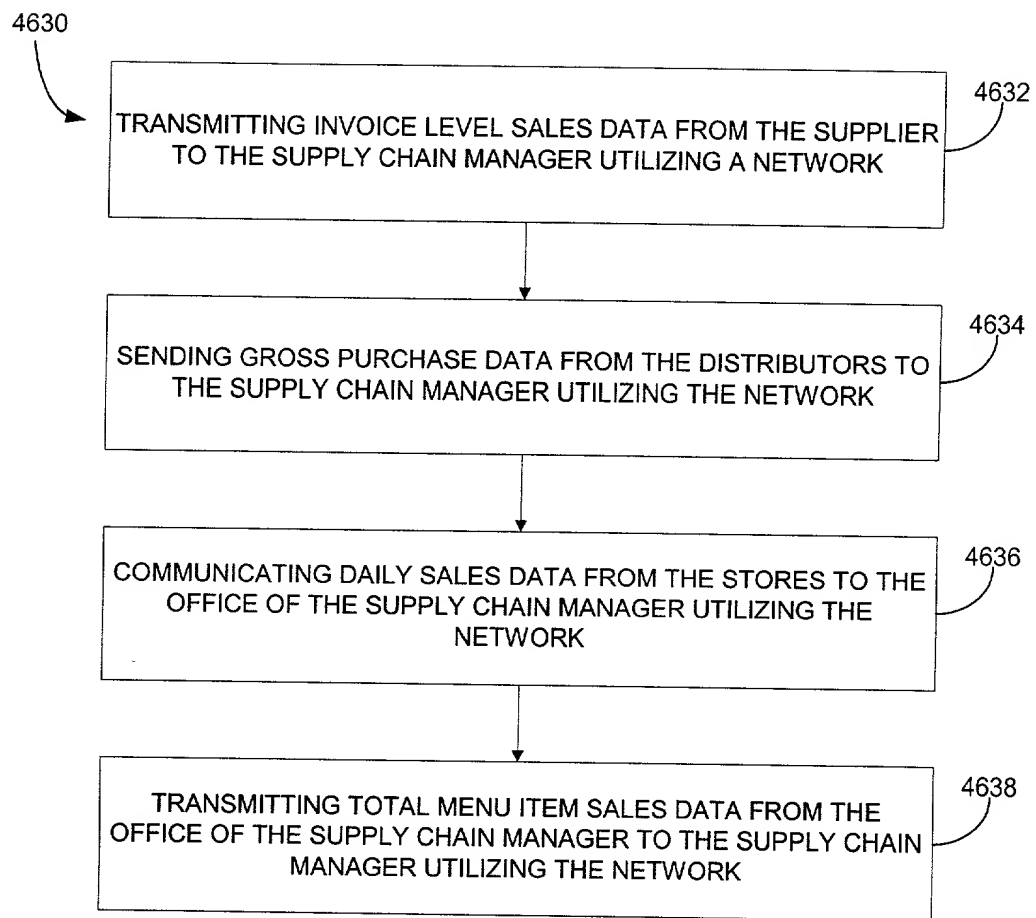 4630
4632
TRANSMITTING INVOICE LEVEL SALES DATA FROM THE SUPPLIER
TO THE SUPPLY CHAIN MANAGER UTILIZING A NETWORK
4634
SENDING GROSS PURCHASE DATA FROM THE DISTRIBUTORS TO
THE SUPPLY CHAIN MANAGER UTILIZING THE NETWORK
4636
COMMUNICATING DAILY SALES DATA FROM THE STORES TO THE
OFFICE OF THE SUPPLY CHAIN MANAGER UTILIZING THE
NETWORK
4638
TRANSMITTING TOTAL MENU ITEM SALES DATA FROM THE
OFFICE OF THE SUPPLY CHAIN MANAGER TO THE SUPPLY CHAIN
MANAGER UTILIZING THE NETWORK